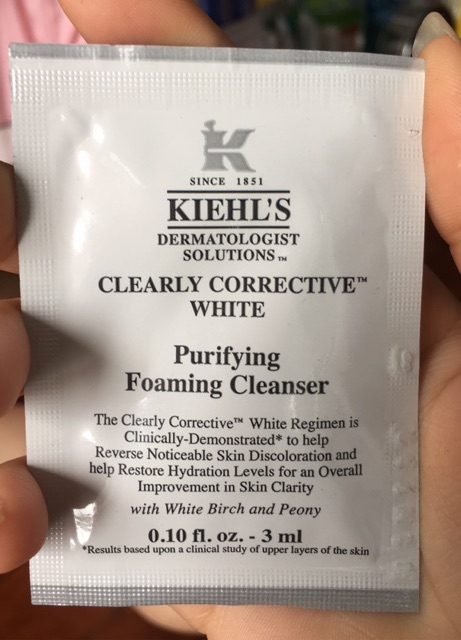 K
SINCE 1851
KIEHL'S
DERMATOLOGIST
SOLUTIONS™
CLEARLY CORRECTIVE™
WHITE
Purifying
Foaming Cleanser
The Clearly Corrective™ White Regimen is
Clinically-Demonstrated* to help
Reverse Noticeable Skin Discoloration and
help Restore Hydration Levels for an Overall
Improvement in Skin Clarity
with White Birch and Peony
0.10 fl. oz. - 3 ml
*Results based upon a clinical study of upper layers of the skin